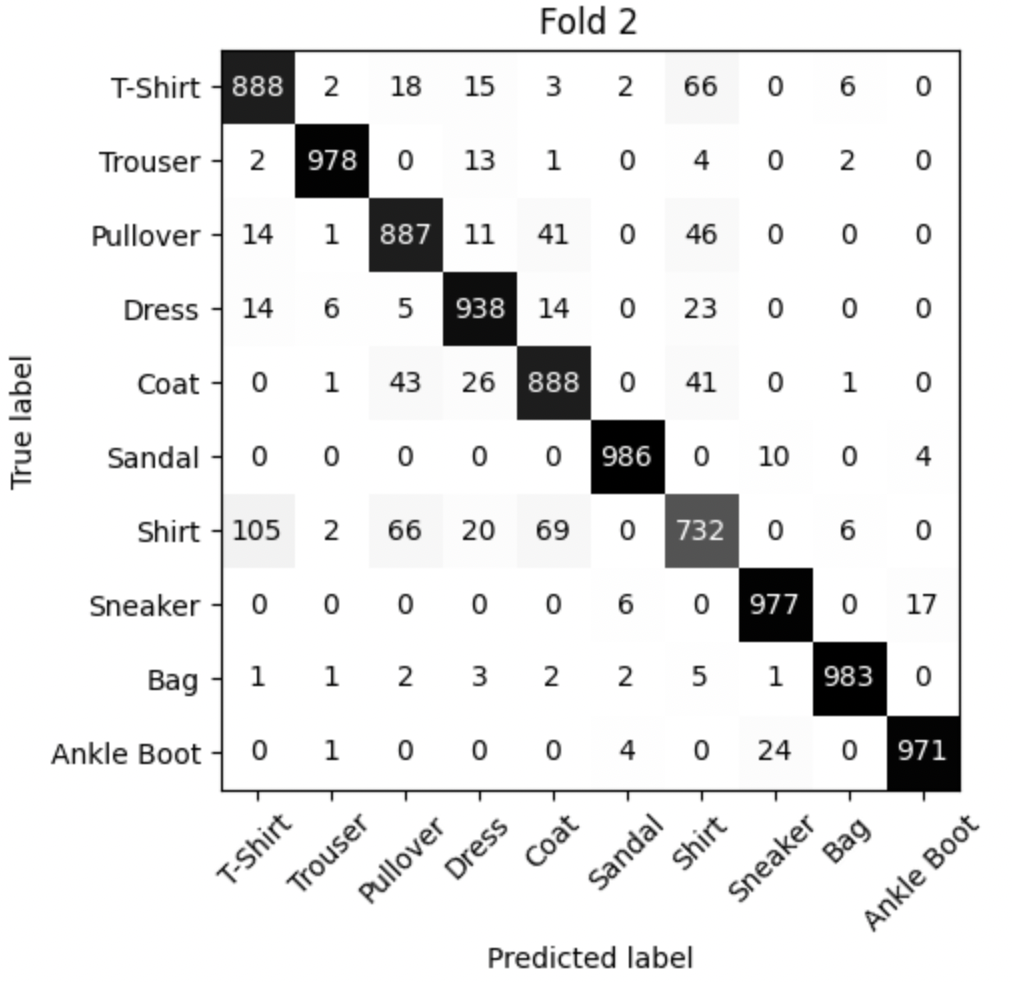 Fold 2
T-Shirt 888 2 18 15 3 2 66 0 6 0
Trouser 2 978 0 13 1 0 4 0 2 0
Pullover 14 1 887 11 41 0 46 0 0 0
Dress 14 6 5 938 14 0 23 0 0 0
Coat 0 1 43 26 888 0 41 0 1 0
Sandal 0 0 0 0 0 986 0 10 0 4
Shirt 105 2 66 20 69 0 732 0 6 0
Sneaker 0 0 0 0 0 6 0 977 0 17
Bag 1 1 2 3 2 2 5 1 983 0
Ankle Boot 0 1 0 0 0 4 0 24 0 971
True label
T-Shirt Trouser Pullover Dress Coat Sandal Shirt Sneaker Bag Ankle Boot
Predicted label